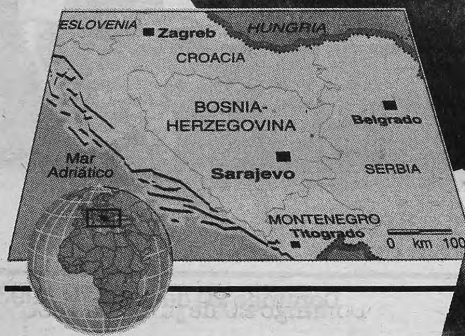 ESLOVENIA
Zagreb
HUNGRIA
CROACIA
BOSNIA-
HERZEGOVINA
Belgrado
Mar
Adriático
Sarajevo
SERBIA
MONTENEGRO
Titogrado
0 km 100